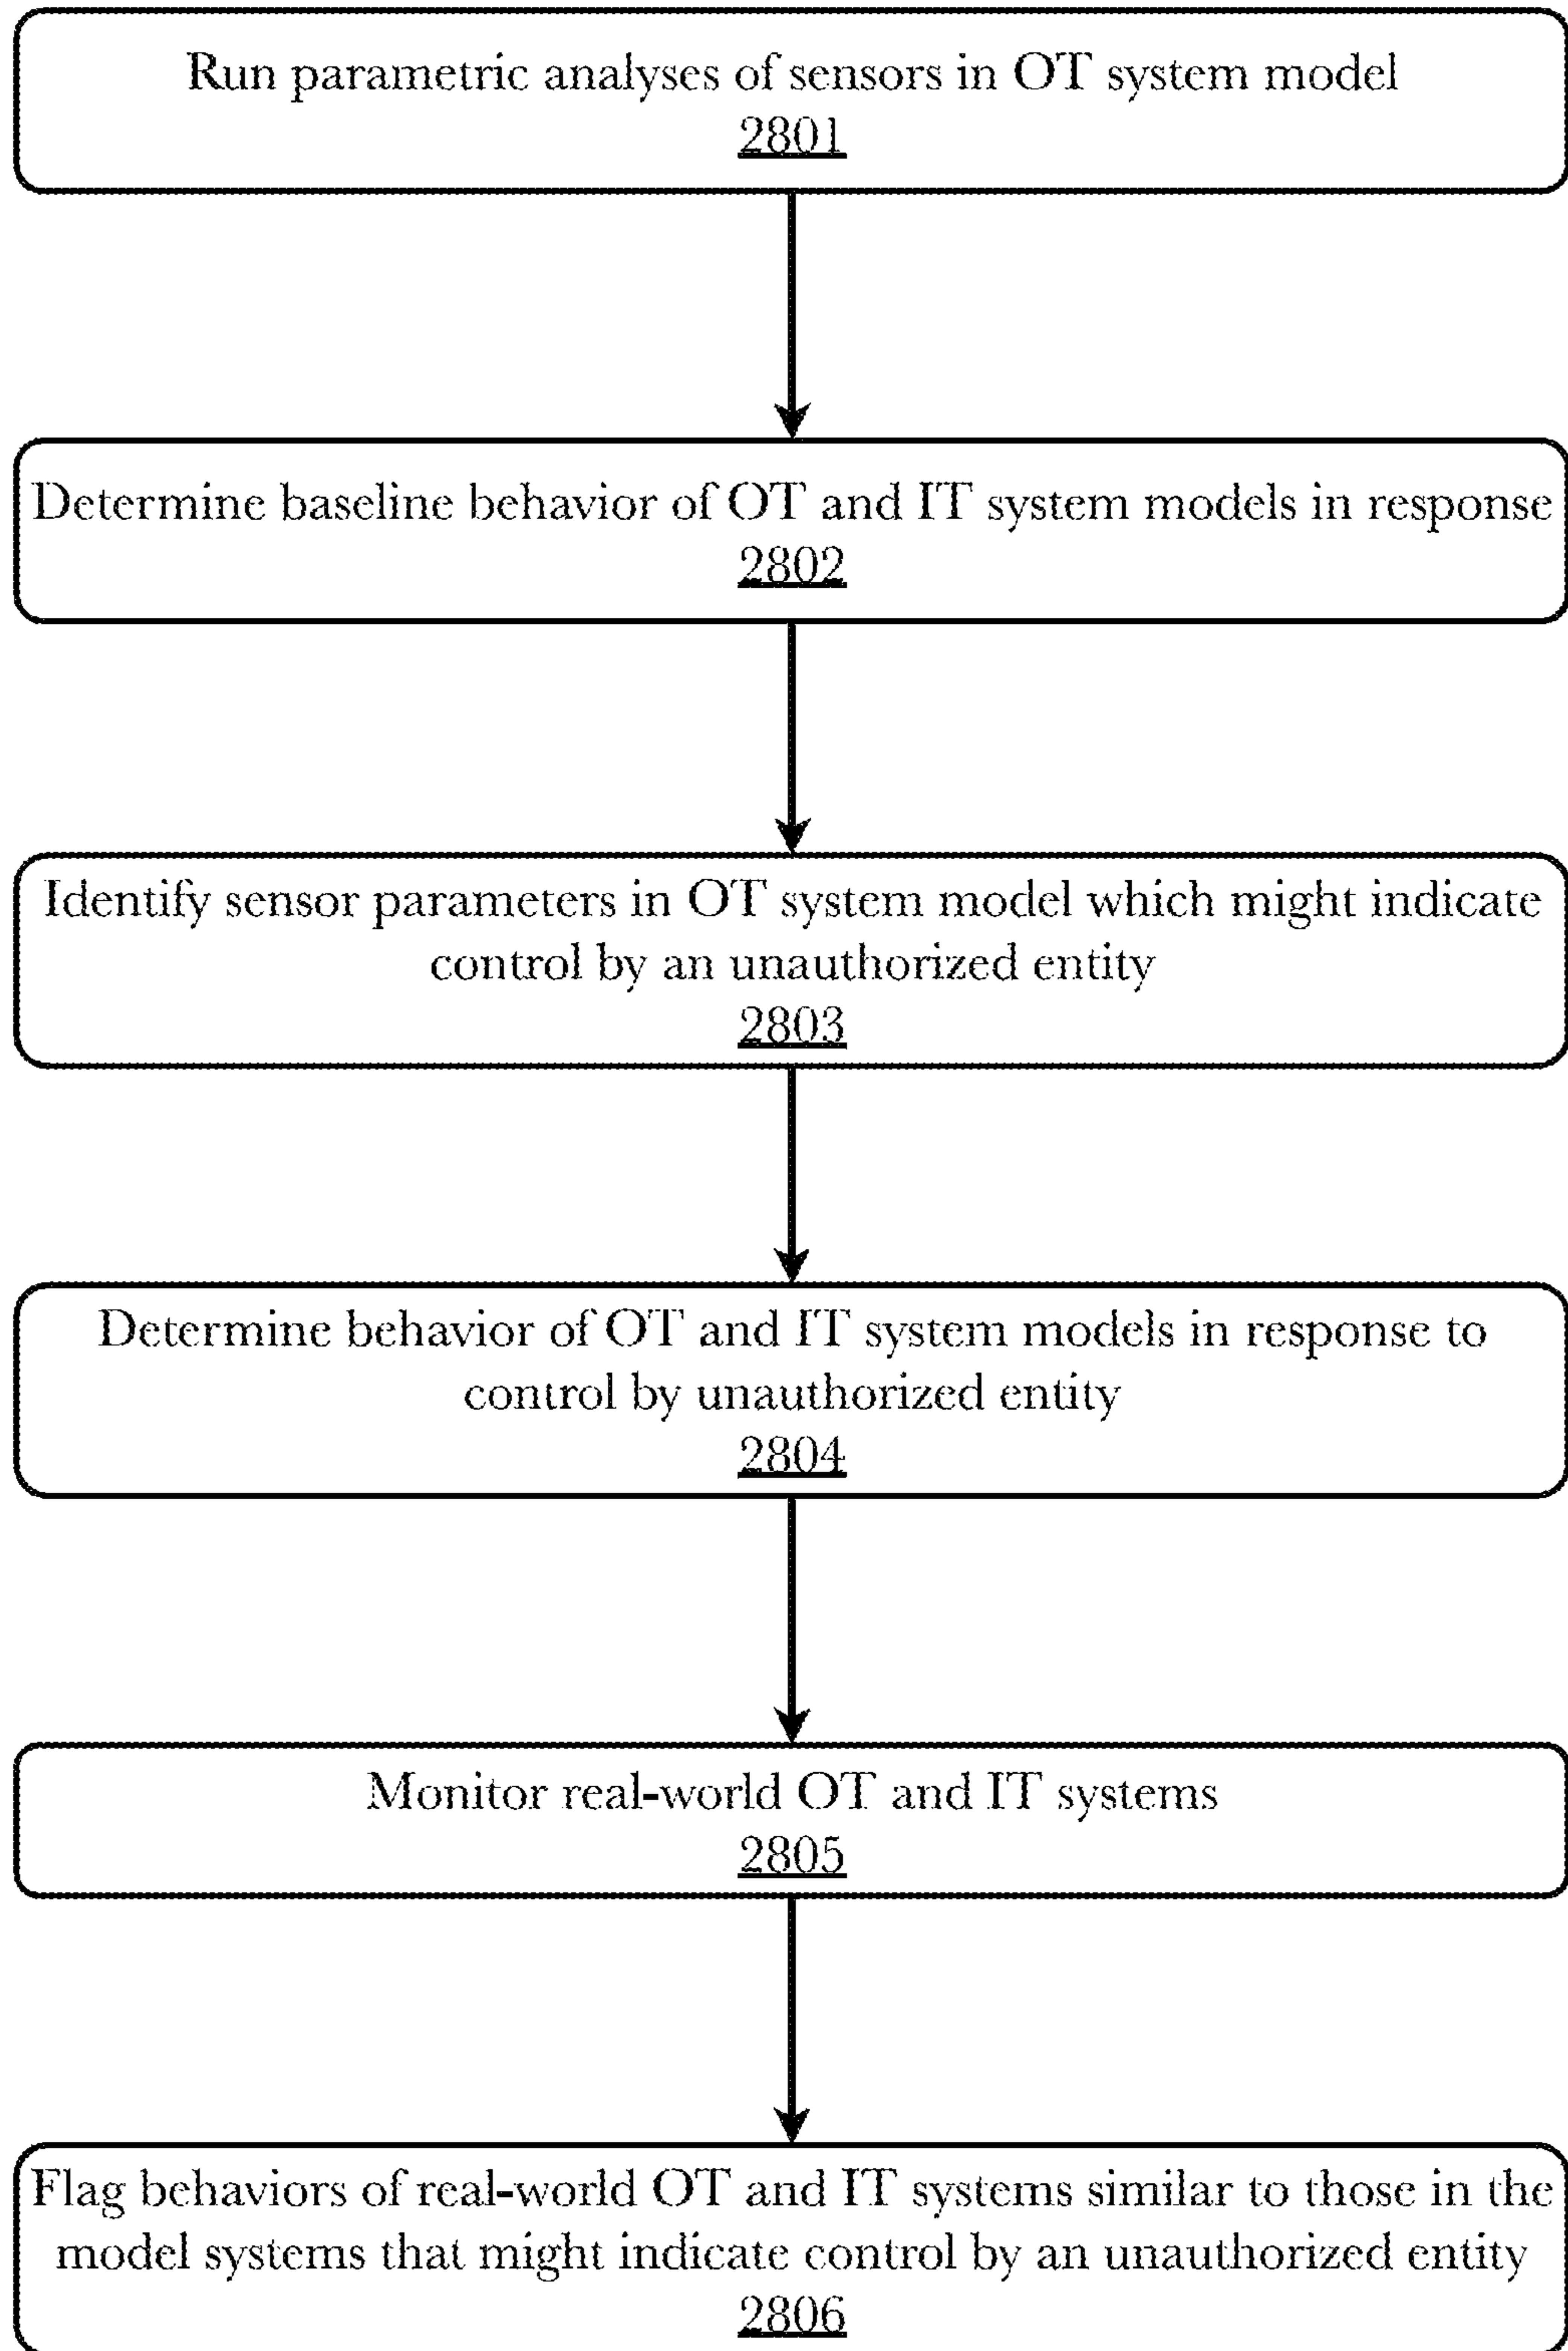 Run parametric analyses of sensors in OT system model
2801
Determine baseline behavior of OT and IT system models in response
2802
Identify sensor parameters in OT system model which might indicate
control by an unauthorized entity
2803
Determine behavior of OT and IT system models in response to
control by unauthorized entity
2804
Monitor real-world OT and IT systems
2805
Flag behaviors of real-world OT and IT systems similar to those in the
model systems that might indicate control by an unauthorized entity
2806